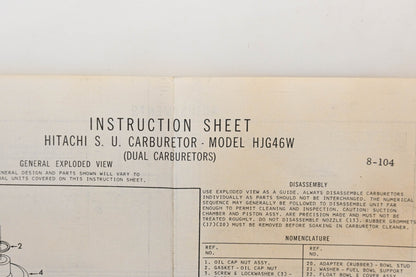 INSTRUCTION SHEET
HITACHI S. U. CARBURETOR - MODEL HJG46W
(DUAL CARBURETORS)
8-104
GENERAL EXPLODED VIEW
GENERAL DESIGN AND PARTS SHOWN WILL VARY TO
UNITS COVERED ON THIS INSTRUCTION SHEET,
2
DISASSEMBLY
USE EXPLODED VIEW AS A GUIDE, ALWAYS DISASSEMBLE CARBURETORS
INDIVIDUALLY AS PARTS SHOULD NOT BE INTERCHANGED. THE NUMERICAL
SEQUENCE MAY GENERALLY BE FOLLOWED TO DISASSEMBLE UNIT FAR
ENOUGH TO PERMIT CLEANING AND INSPECTION. CAUTION: SUCTION
CHAMBER AND PISTON ASSY. ARE PRECISION MADE AND MUST NOT BE
TREATED ROUGHLY. DO NOT DISASSEMBLE NOZZLE (13). RUBBER GROMMETS
MUST BE REMOVED BEFORE SOAKING IN CARBURETOR CLEANER.
NOMENCLATURE
REF.
NO.
REF.
NO.
1. OIL CAP NUT ASSY.
2. GASKET - OIL CAP NUT
3. SCREW & LOCKWASHER (3)
20. ADAPTER (RUBBER) - BOWL STUD
21. WASHER - FUEL BOWL SUPPORT
22. FLOAT BOWL & COVER ASSY.